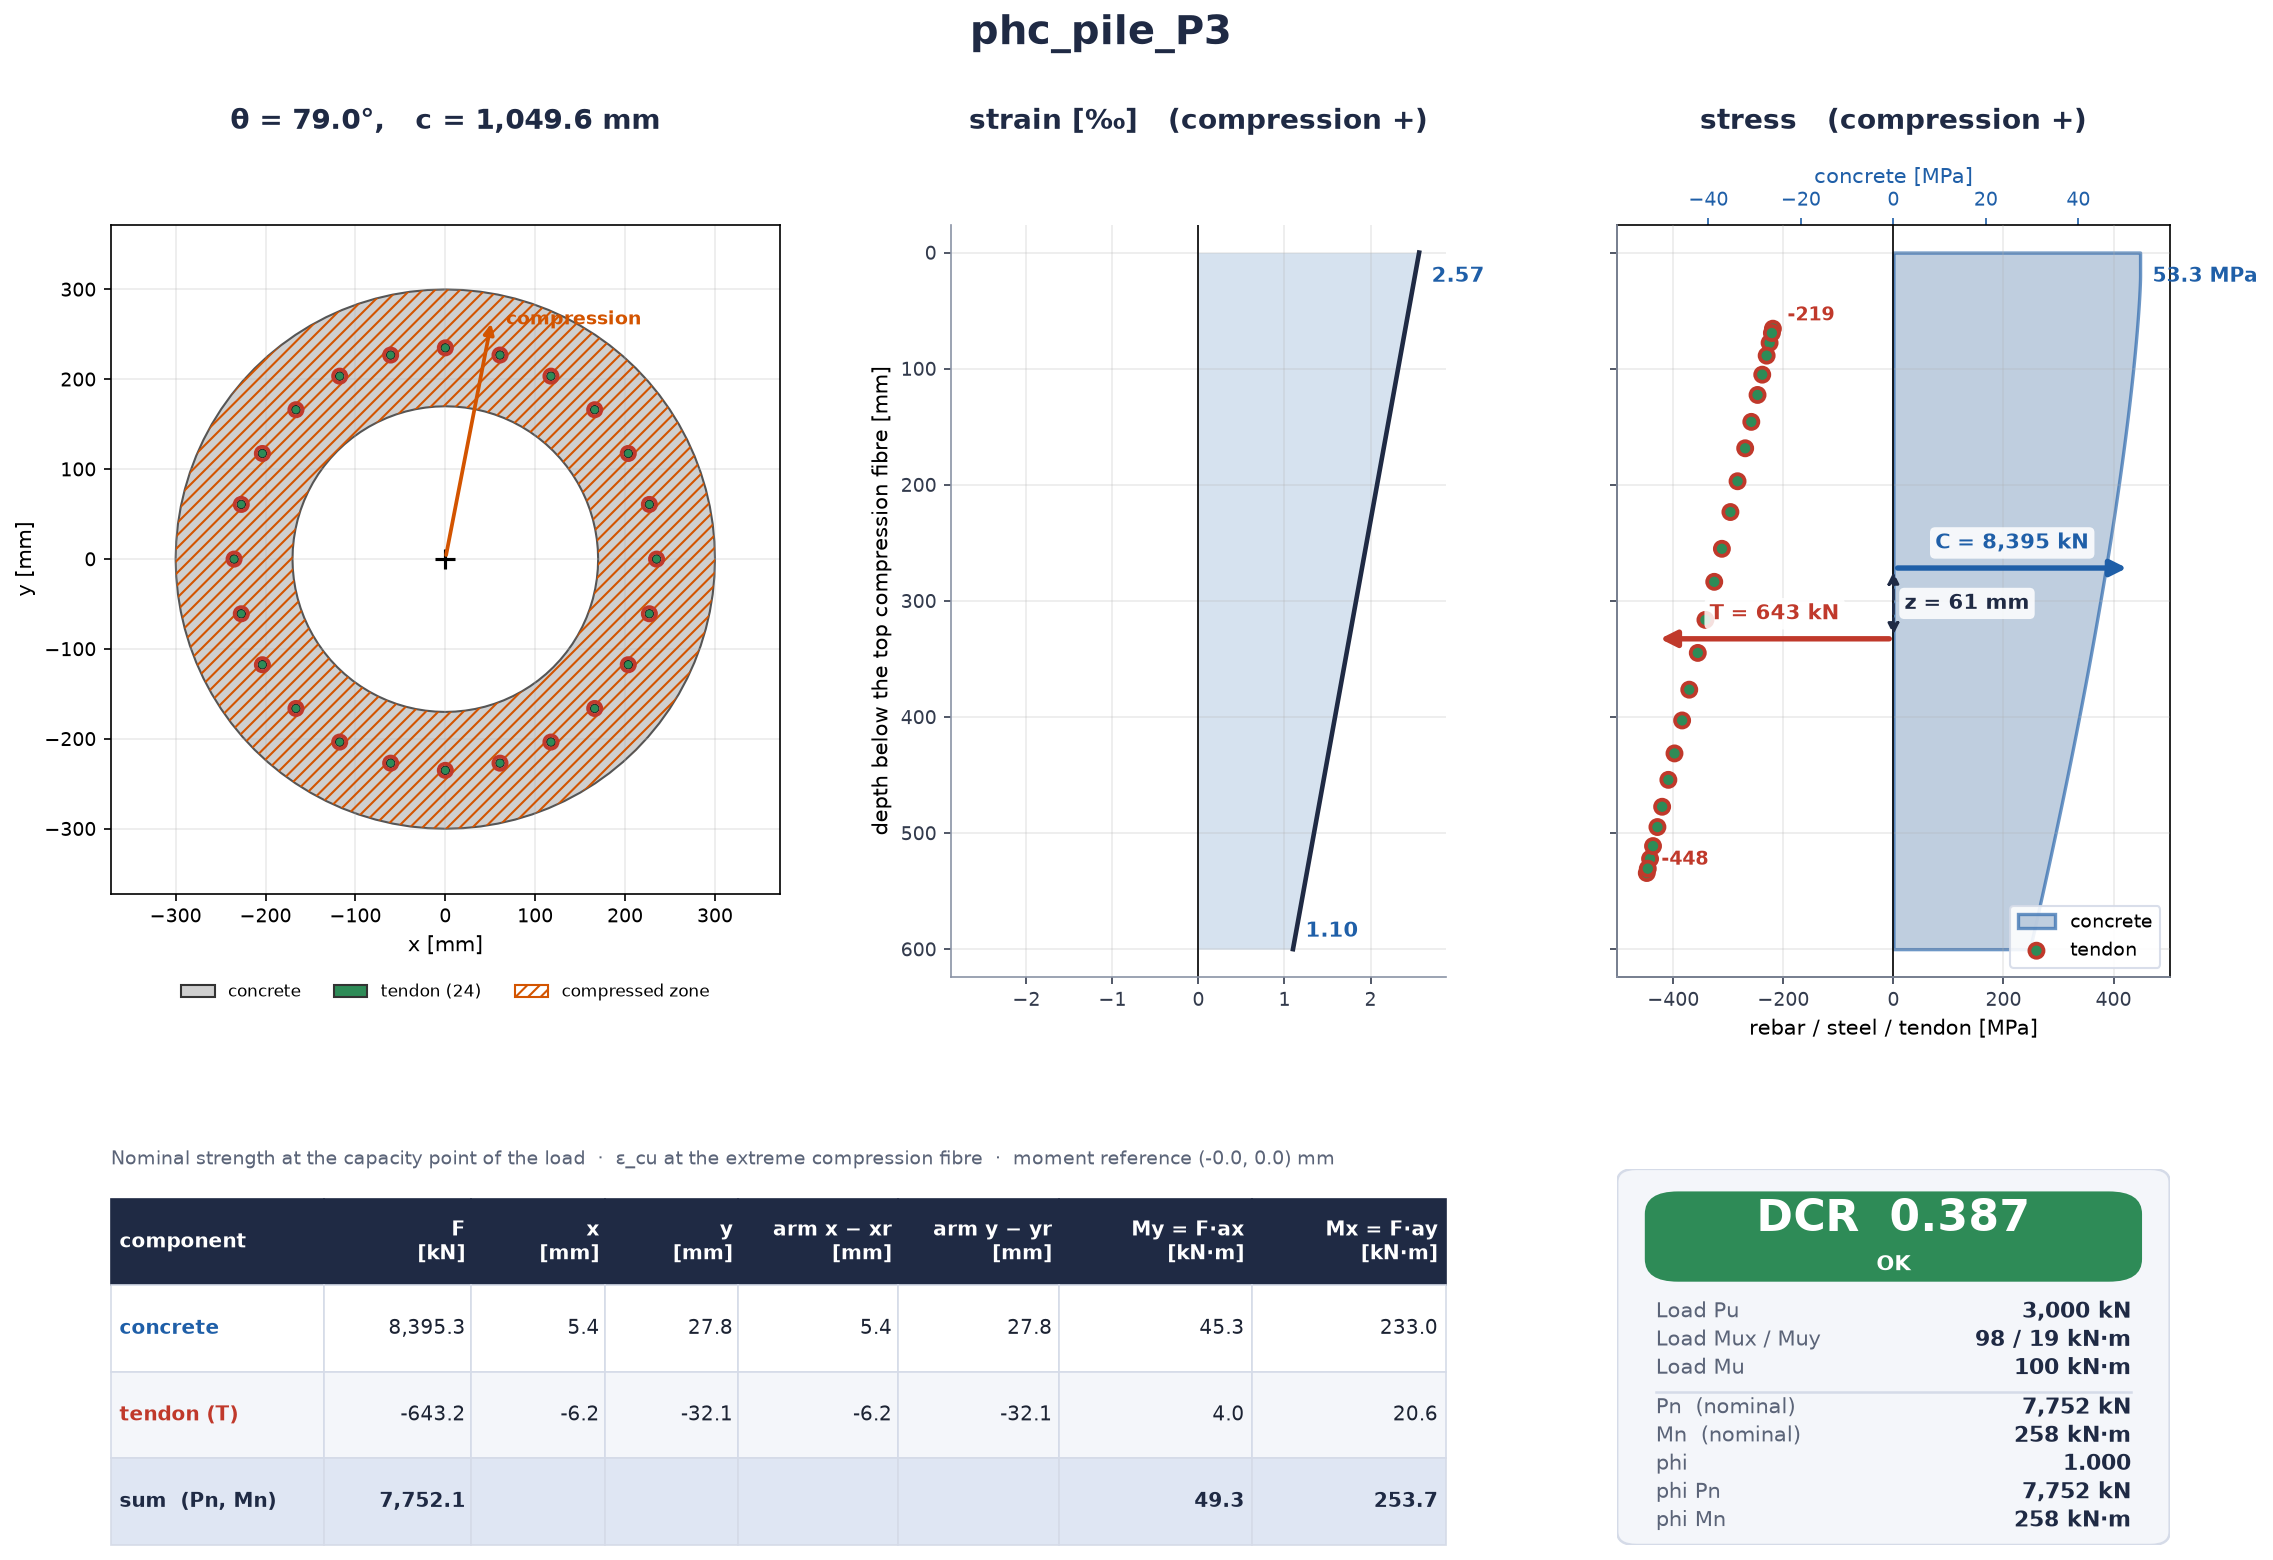 phc_pile_P3
θ = 79.0°,   c = 1,049.6 mm
strain [‰]   (compression +)
stress   (compression +)
concrete [MPa]
−40 −20 0 20 40
compression
300
200
100
0
−100
−200
−300
y [mm]
−300 −200 −100 0 100 200 300
x [mm]
concrete tendon (24) compressed zone
0
100
200
300
400
500
600
depth below the top compression fibre [mm]
2.57
1.10
−2 −1 0 1 2
53.3 MPa
-219
C = 8,395 kN
z = 61 mm
T = 643 kN
-448
concrete
tendon
−400 −200 0 200 400
rebar / steel / tendon [MPa]
Nominal strength at the capacity point of the load  ·  ε_cu at the extreme compression fibre  ·  moment reference (-0.0, 0.0) mm
component F [kN] x [mm] y [mm] arm x − xr [mm] arm y − yr [mm] My = F·ax [kN·m] Mx = F·ay [kN·m]
concrete 8,395.3 5.4 27.8 5.4 27.8 45.3 233.0
tendon (T) -643.2 -6.2 -32.1 -6.2 -32.1 4.0 20.6
sum  (Pn, Mn) 7,752.1 49.3 253.7
DCR  0.387
OK
Load Pu 3,000 kN
Load Mux / Muy 98 / 19 kN·m
Load Mu 100 kN·m
Pn  (nominal) 7,752 kN
Mn  (nominal) 258 kN·m
phi 1.000
phi Pn 7,752 kN
phi Mn 258 kN·m